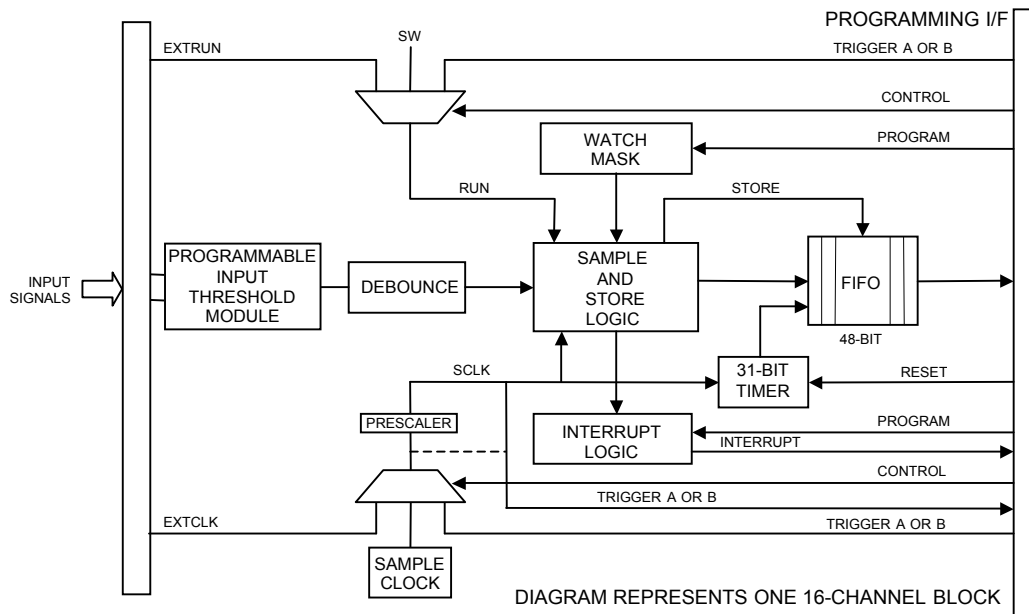 PROGRAMMING I/F
EXTRUN
SW
TRIGGER A OR B
CONTROL
WATCH
MASK
PROGRAM
RUN
STORE
INPUT
SIGNALS
PROGRAMMABLE
INPUT
THRESHOLD
MODULE
DEBOUNCE
SAMPLE
AND
STORE
LOGIC
FIFO
48-BIT
SCLK
31-BIT
TIMER
RESET
PRESCALER
INTERRUPT
LOGIC
PROGRAM
INTERRUPT
CONTROL
TRIGGER A OR B
EXTCLK
TRIGGER A OR B
SAMPLE
CLOCK
DIAGRAM REPRESENTS ONE 16-CHANNEL BLOCK